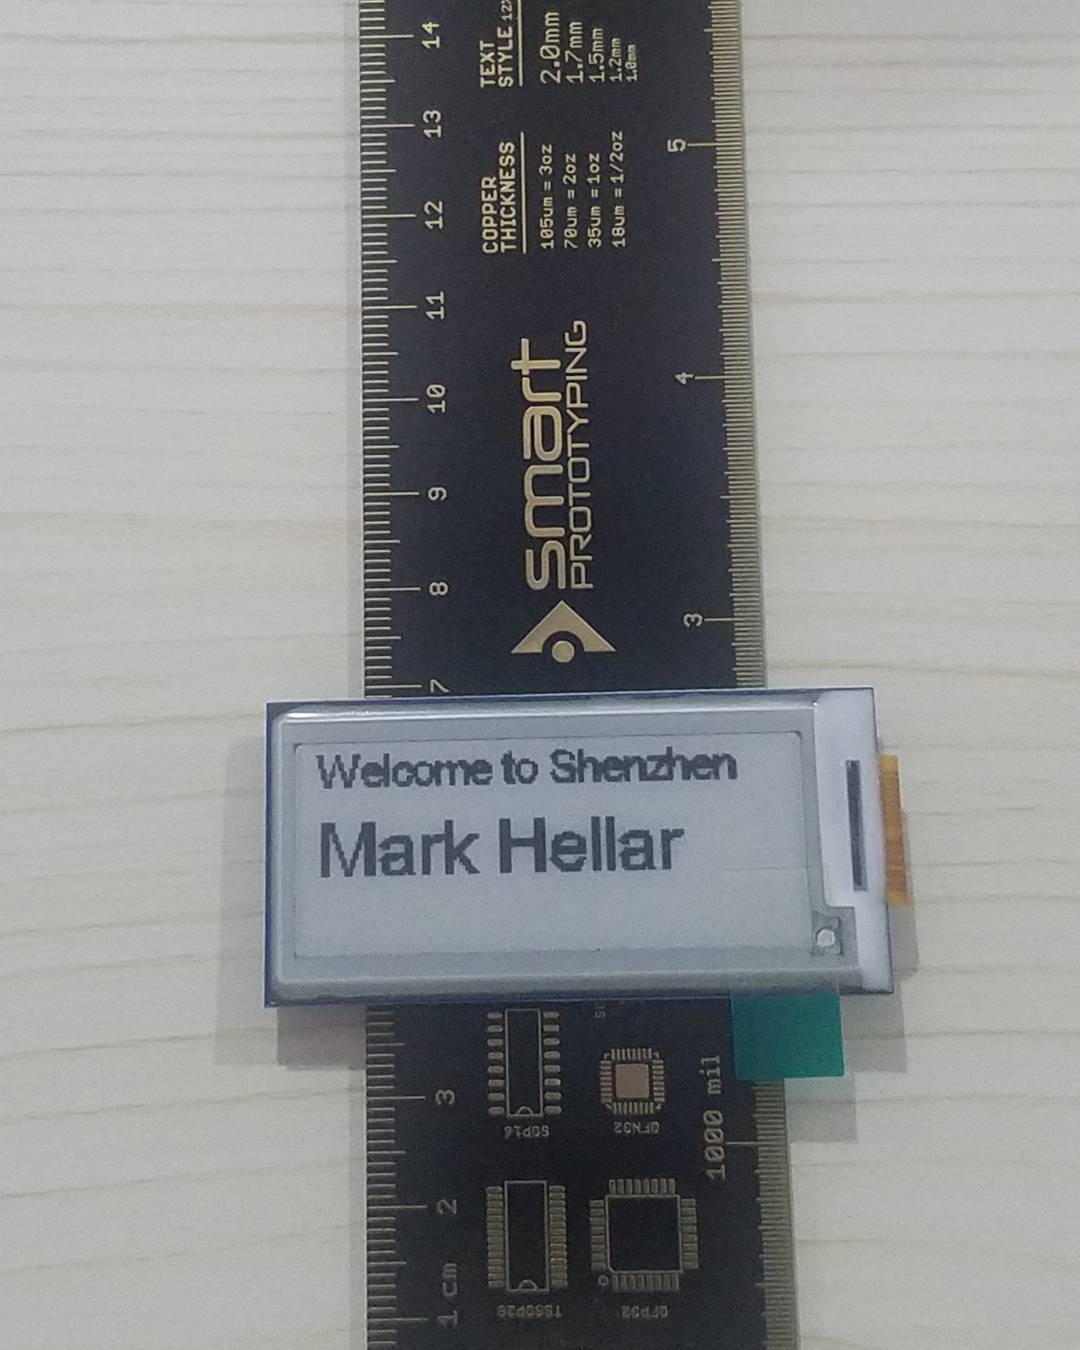 Welcome to Shenzhen
Mark Hellar
smart
PROTOTYPING
COPPER
THICKNESS
105um = 3oz
70um = 2oz
35um = 1oz
18um = 1/2oz
TEXT
STYLE
2.0mm
1.7mm
1.5mm
1.2mm
1.0mm
14
13
12
11
10
9
8
7
3
2
1 cm
5
4
3
1000 mil
SOP16
QFN32
TSSOP28
QFP32